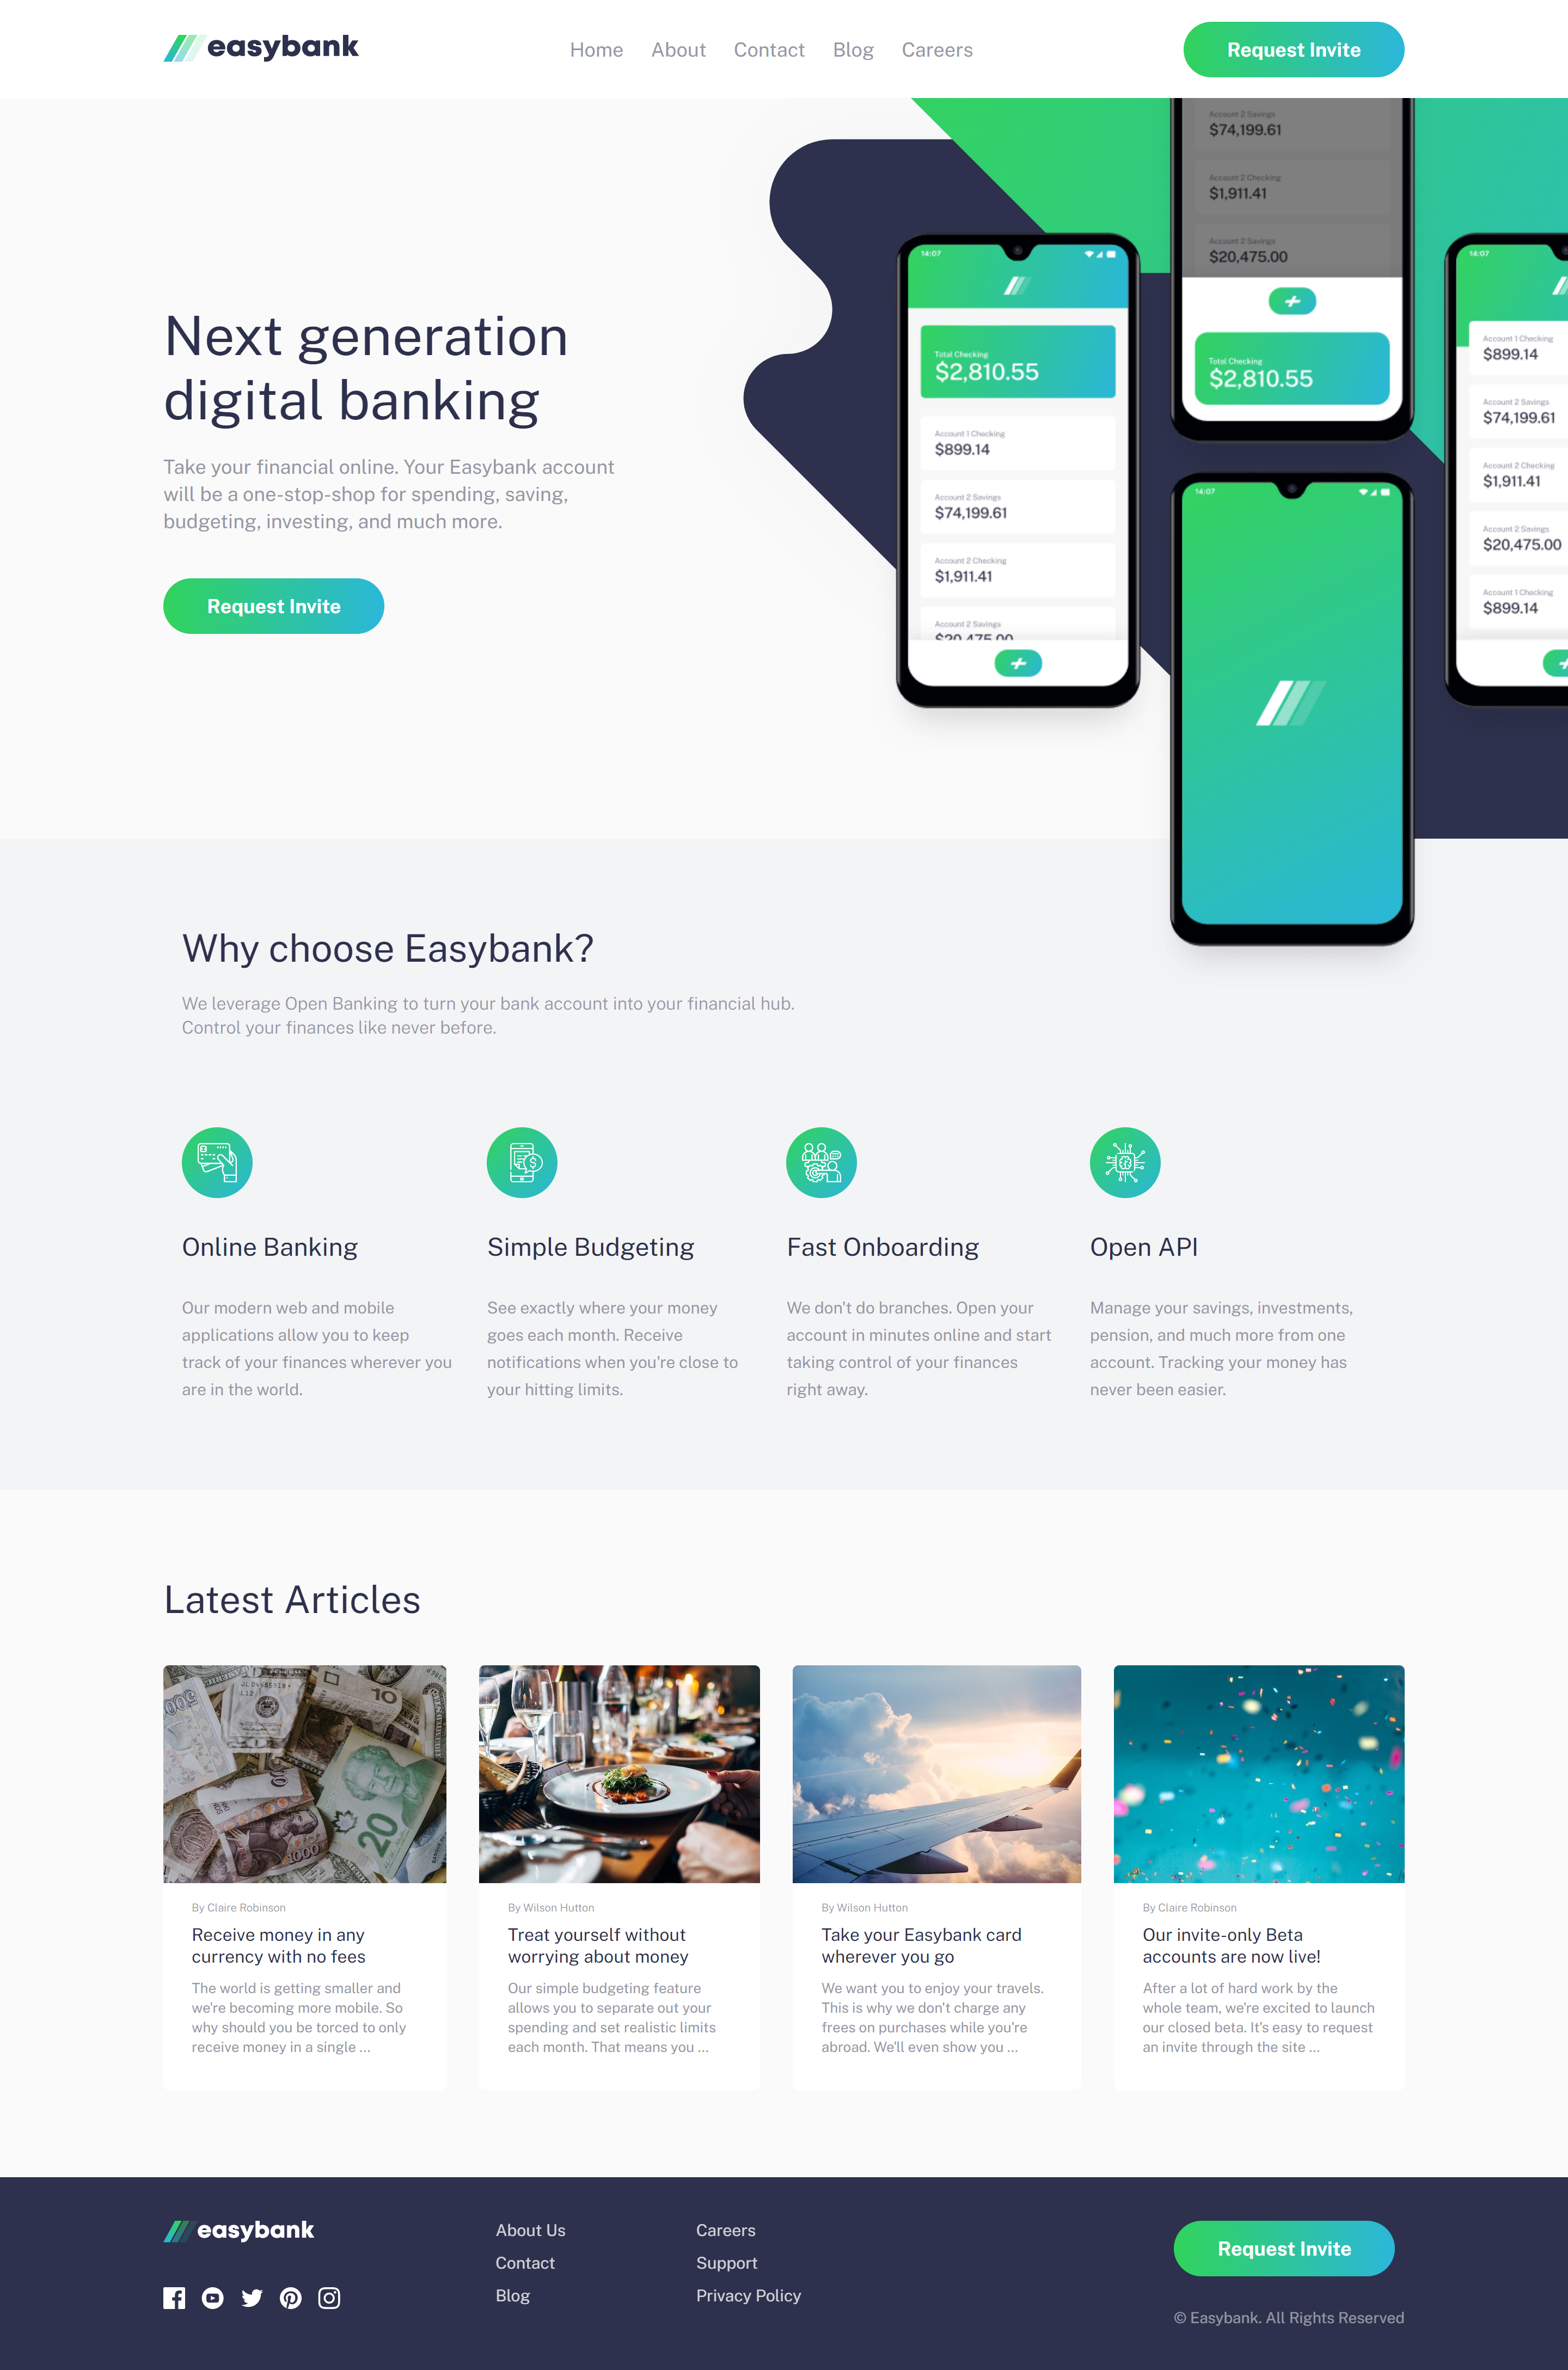 easybank
Home About Contact Blog Careers
Request Invite
Next generation
digital banking
Take your financial online. Your Easybank account
will be a one-stop-shop for spending, saving,
budgeting, investing, and much more.
Request Invite
14:07
Total Checking
$2,810.55
Account 1 Checking
$899.14
Account 2 Savings
$74,199.61
Account 2 Checking
$1,911.41
Account 2 Savings
$20,475.00
Account 2 Savings
$74,199.61
Account 2 Checking
$1,911.41
Account 2 Savings
$20,475.00
Total Checking
$2,810.55
14:07
14:07
Account 1 Checking
$899.14
Account 2 Savings
$74,199.61
Account 2 Checking
$1,911.41
Account 2 Savings
$20,475.00
Account 1 Checking
$899.14
Why choose Easybank?
We leverage Open Banking to turn your bank account into your financial hub.
Control your finances like never before.
Online Banking
Our modern web and mobile
applications allow you to keep
track of your finances wherever you
are in the world.
Simple Budgeting
See exactly where your money
goes each month. Receive
notifications when you're close to
your hitting limits.
Fast Onboarding
We don't do branches. Open your
account in minutes online and start
taking control of your finances
right away.
Open API
Manage your savings, investments,
pension, and much more from one
account. Tracking your money has
never been easier.
Latest Articles
10
20
1000
By Claire Robinson
Receive money in any
currency with no fees
The world is getting smaller and
we're becoming more mobile. So
why should you be torced to only
receive money in a single ...
By Wilson Hutton
Treat yourself without
worrying about money
Our simple budgeting feature
allows you to separate out your
spending and set realistic limits
each month. That means you ...
By Wilson Hutton
Take your Easybank card
wherever you go
We want you to enjoy your travels.
This is why we don't charge any
frees on purchases while you're
abroad. We'll even show you ...
By Claire Robinson
Our invite-only Beta
accounts are now live!
After a lot of hard work by the
whole team, we're excited to launch
our closed beta. It's easy to request
an invite through the site ...
easybank
About Us
Contact
Blog
Careers
Support
Privacy Policy
Request Invite
© Easybank. All Rights Reserved